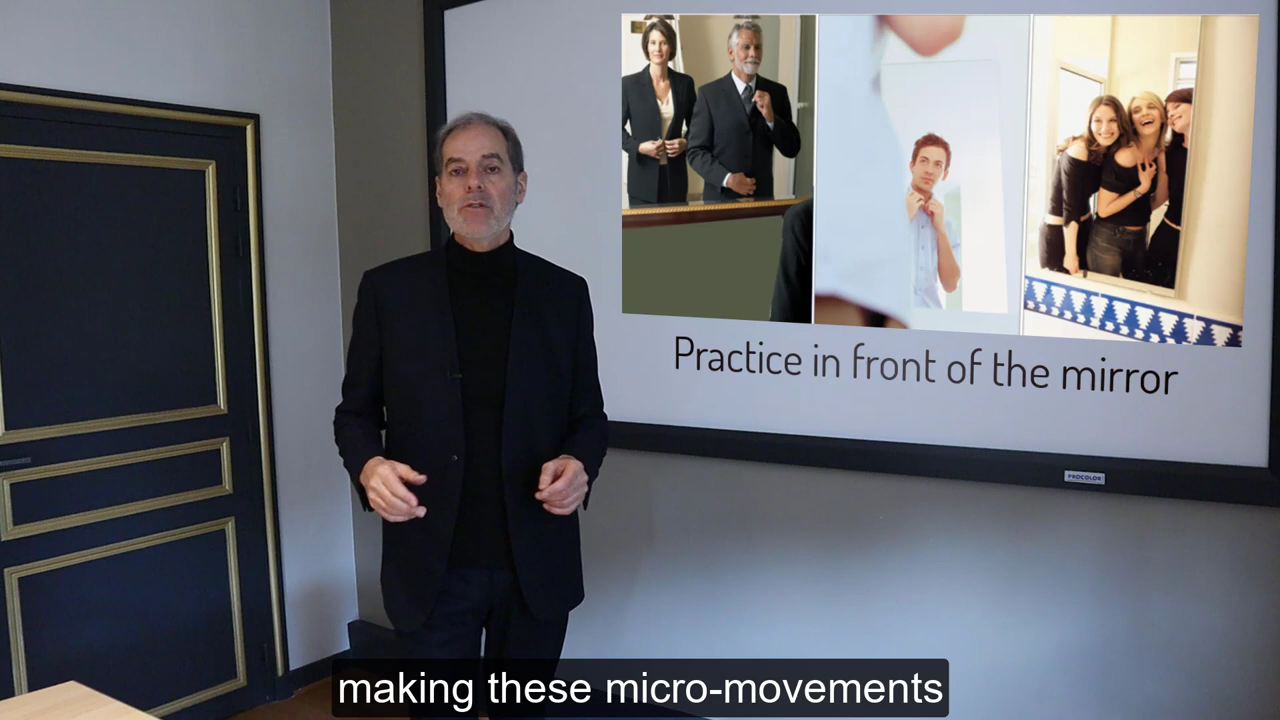 Practice in front of the mirror
PROCOLOR
making these micro-movements